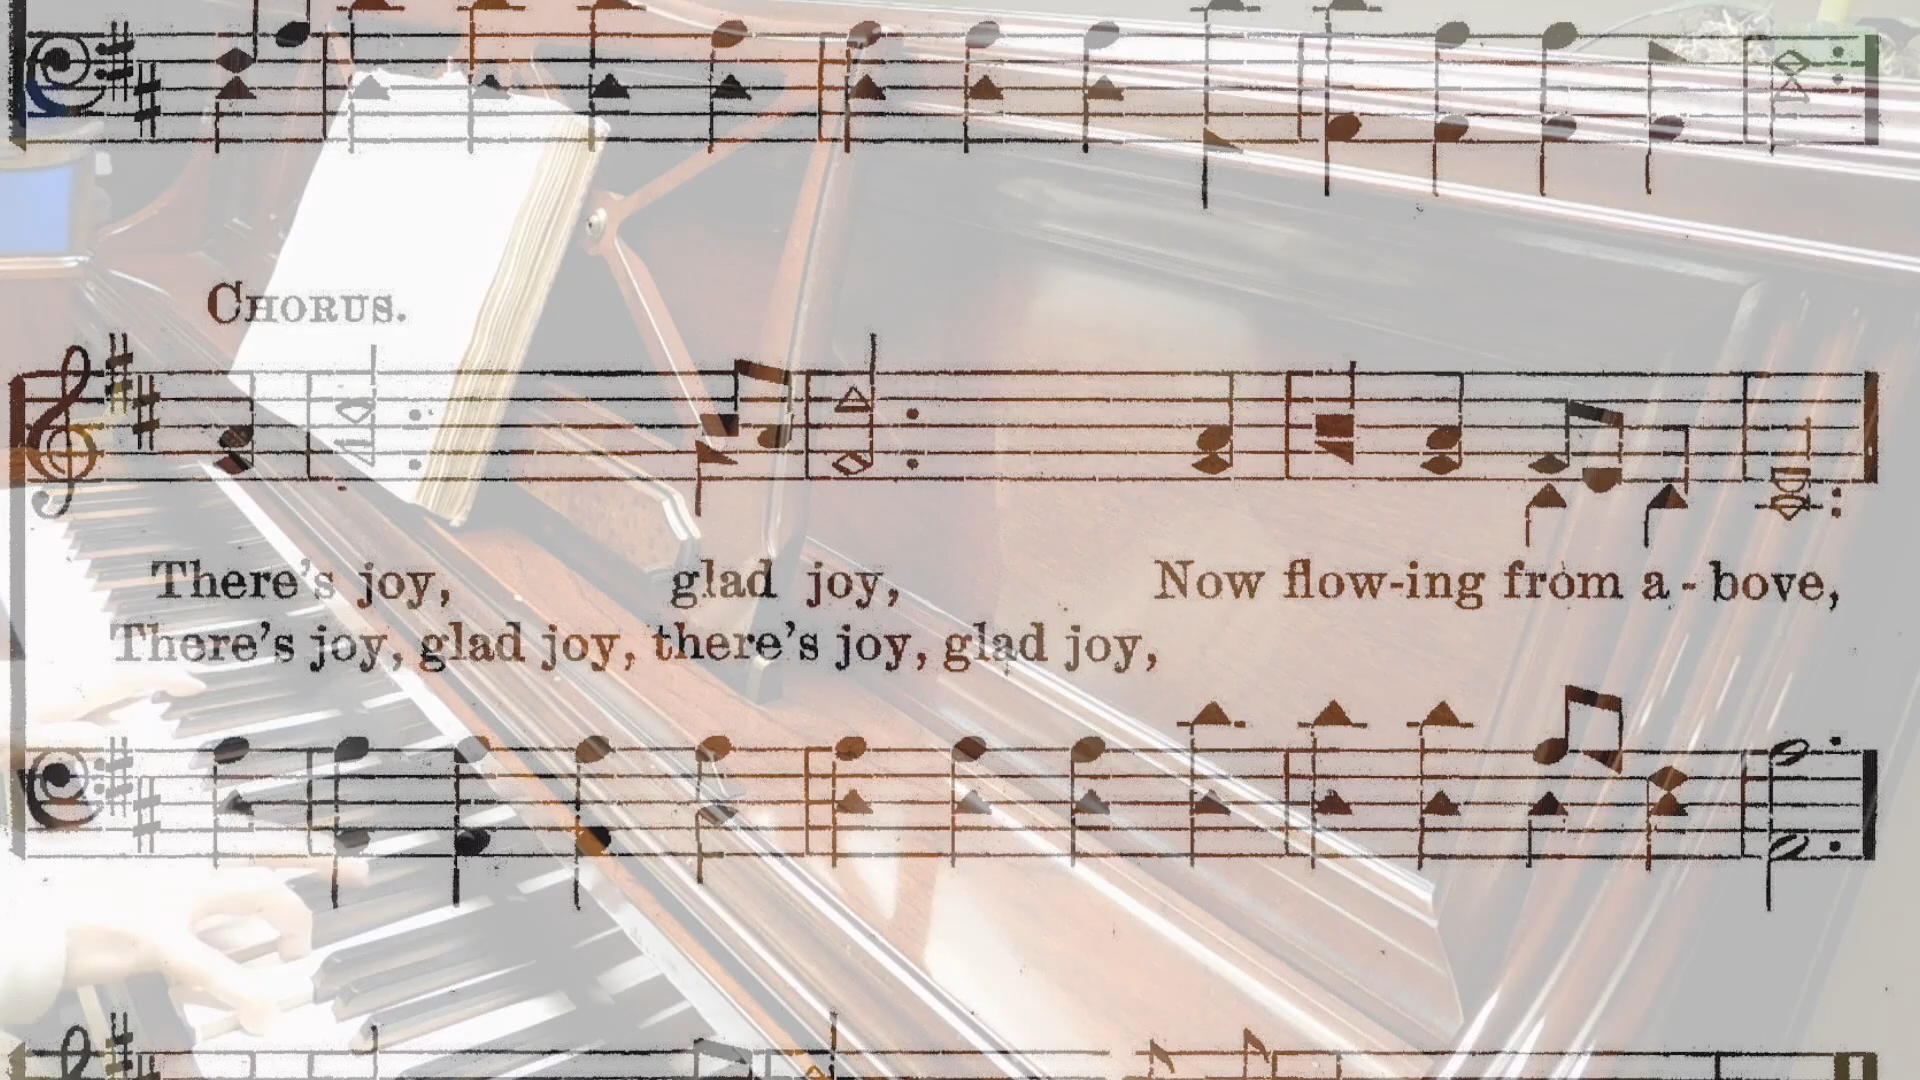 CHORUS.
There's joy, glad joy, Now flow-ing from a-bove,
There's joy, glad joy, there's joy, glad joy,